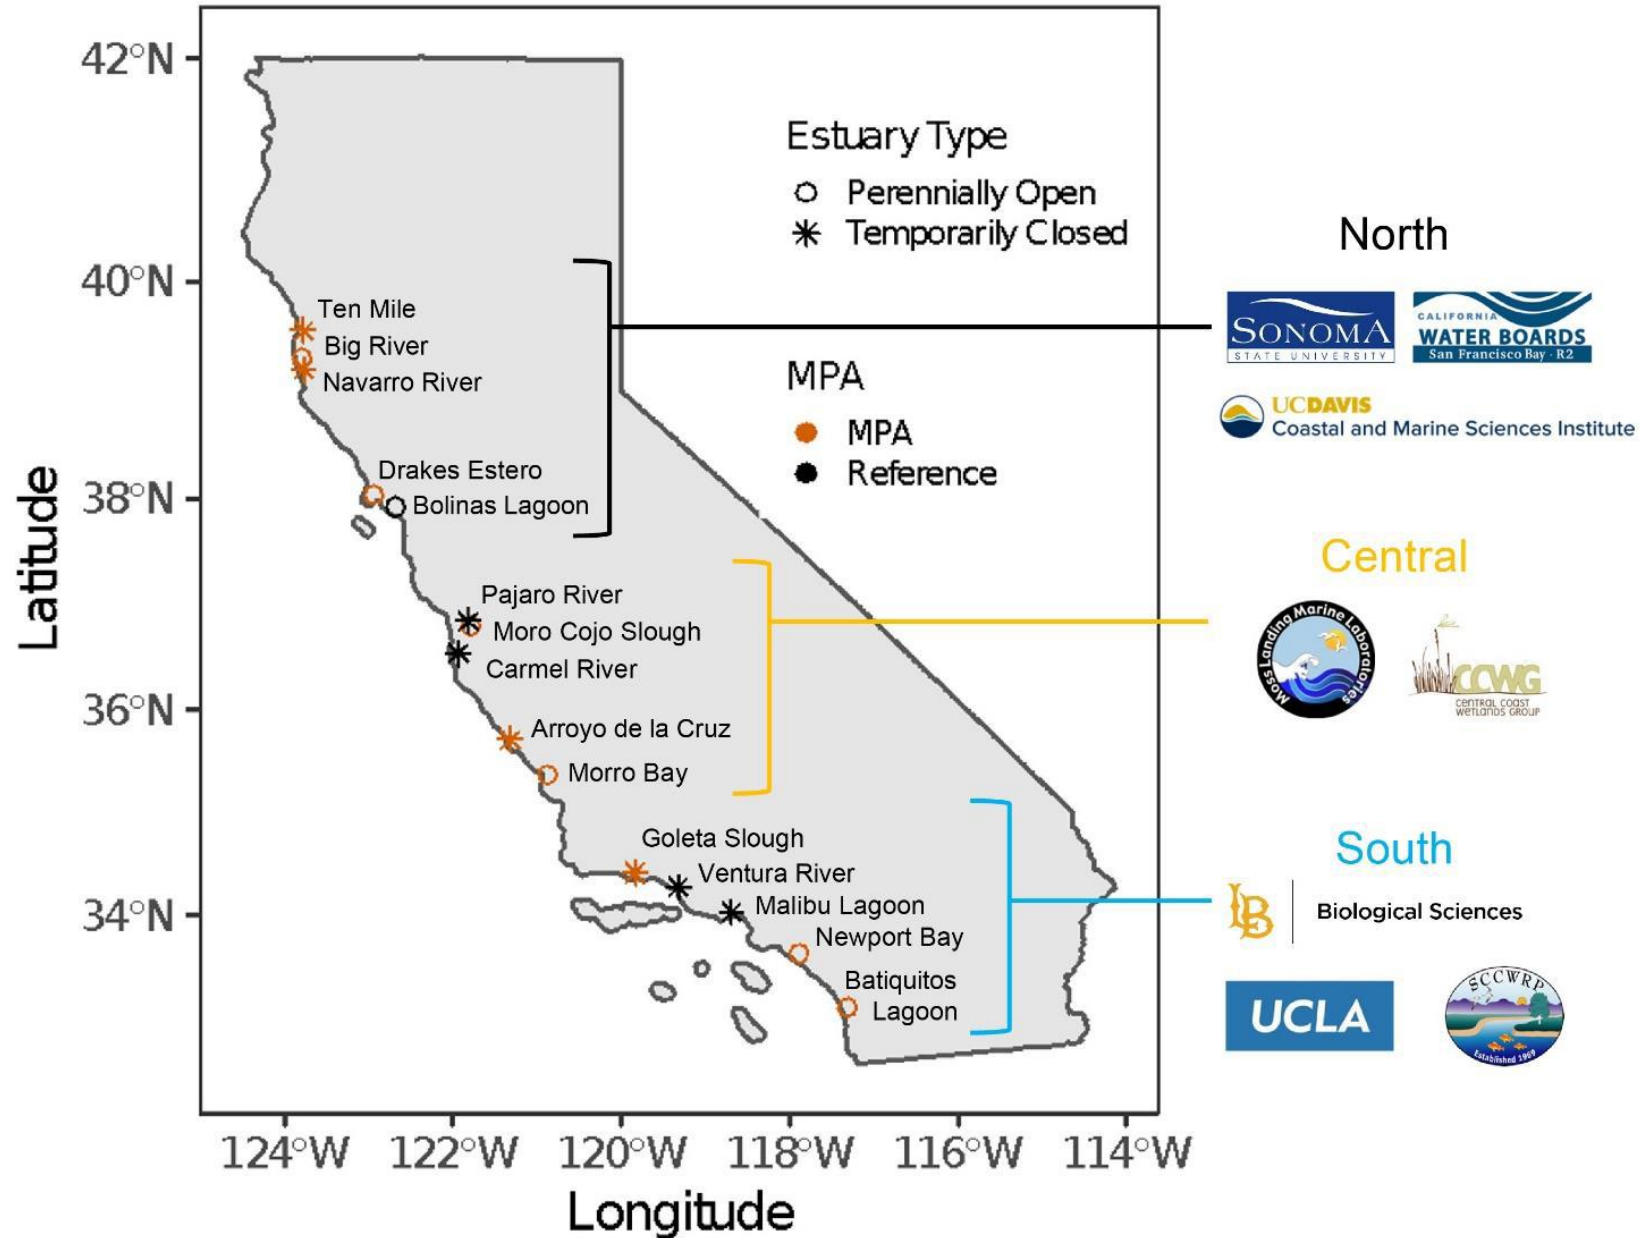 42°N
40°N
38°N
36°N
34°N
Latitude
124°W 122°W 120°W 118°W 116°W 114°W
Longitude
Estuary Type
Perennially Open
Temporarily Closed
MPA
MPA
Reference
Ten Mile
Big River
Navarro River
Drakes Estero
Bolinas Lagoon
Pajaro River
Moro Cojo Slough
Carmel River
Arroyo de la Cruz
Morro Bay
Goleta Slough
Ventura River
Malibu Lagoon
Newport Bay
Batiquitos
Lagoon
North
SONOMA
STATE UNIVERSITY
CALIFORNIA
WATER BOARDS
San Francisco Bay · R2
UCDAVIS
Coastal and Marine Sciences Institute
Central
Moss Landing Marine Laboratories
CCWG
CENTRAL COAST
WETLANDS GROUP
South
LB
Biological Sciences
UCLA
SCCWRP
Established 1969